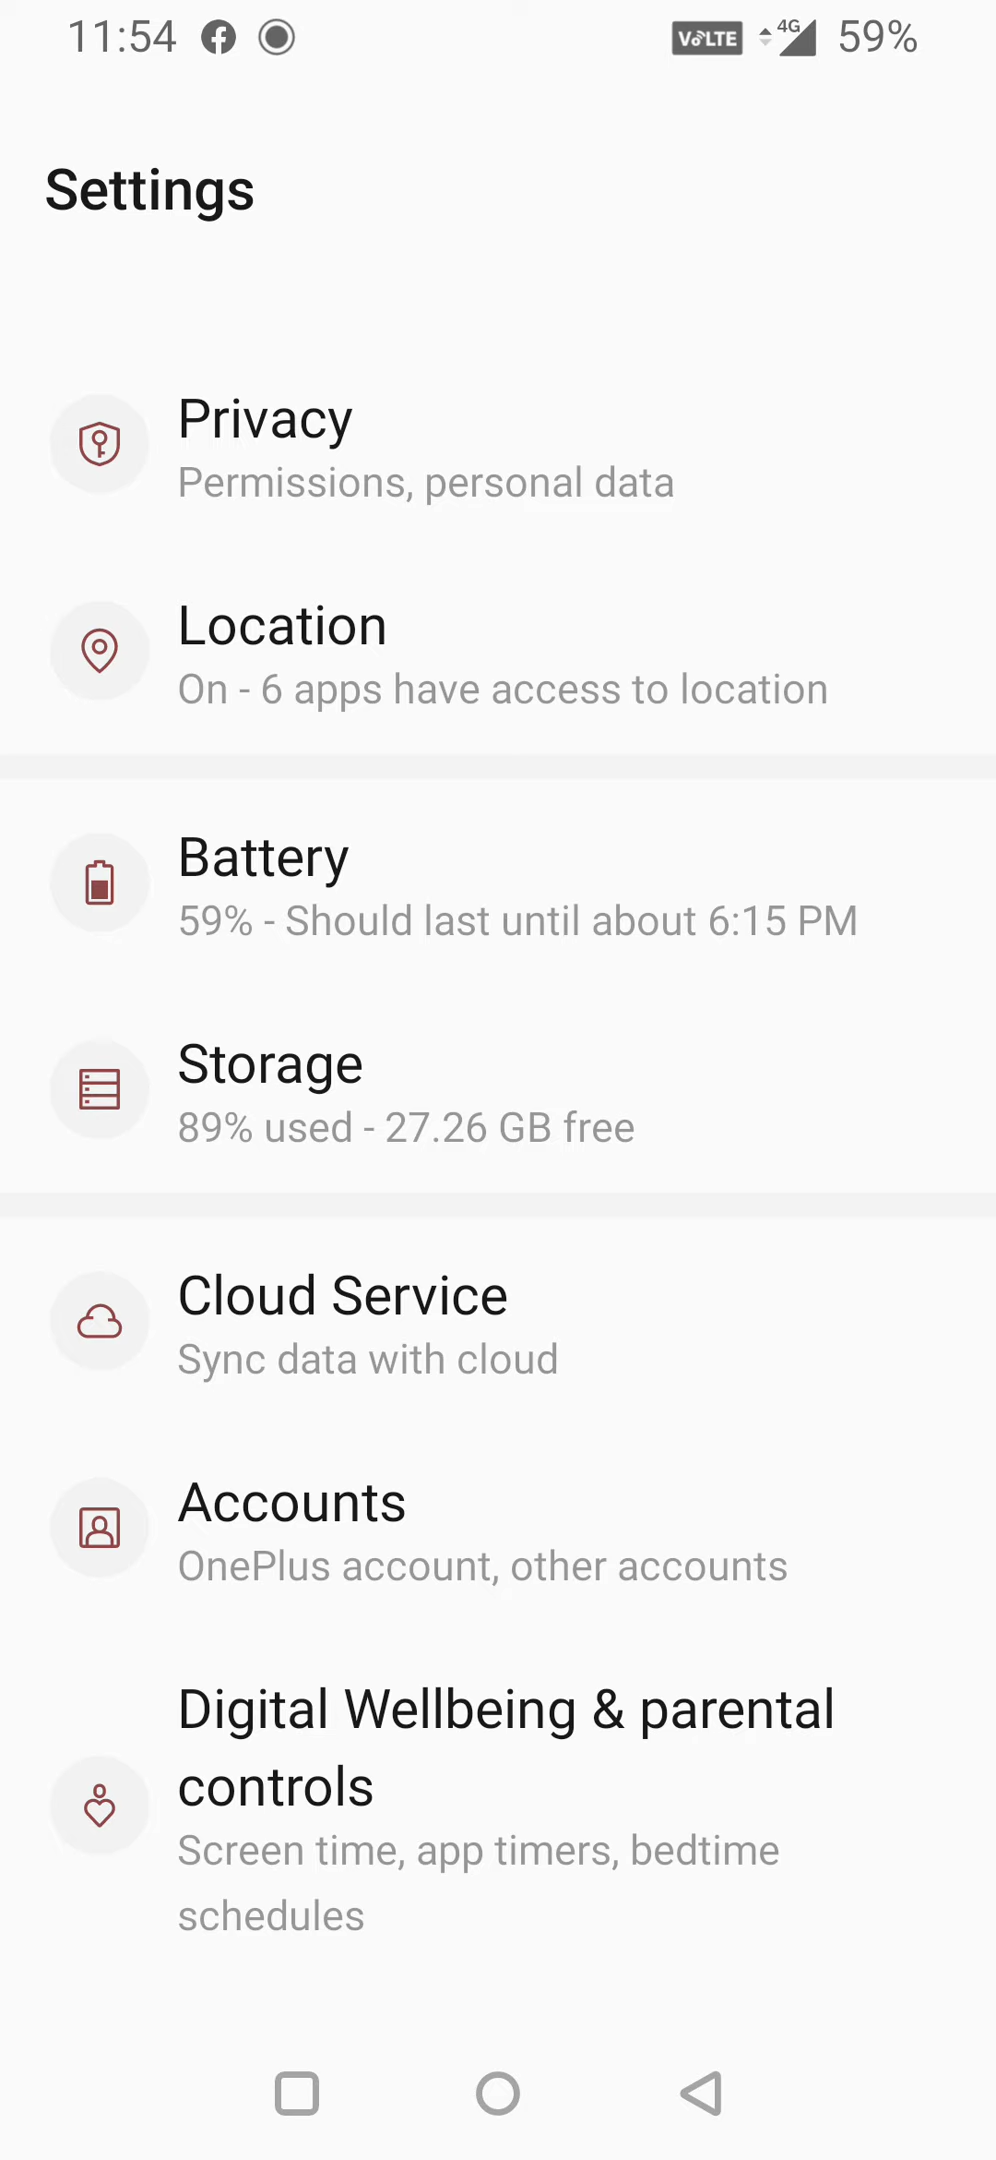 11:54 VoLTE 4G 59%
Settings
Privacy
Permissions, personal data
Location
On - 6 apps have access to location
Battery
59% - Should last until about 6:15 PM
Storage
89% used - 27.26 GB free
Cloud Service
Sync data with cloud
Accounts
OnePlus account, other accounts
Digital Wellbeing & parental
controls
Screen time, app timers, bedtime
schedules